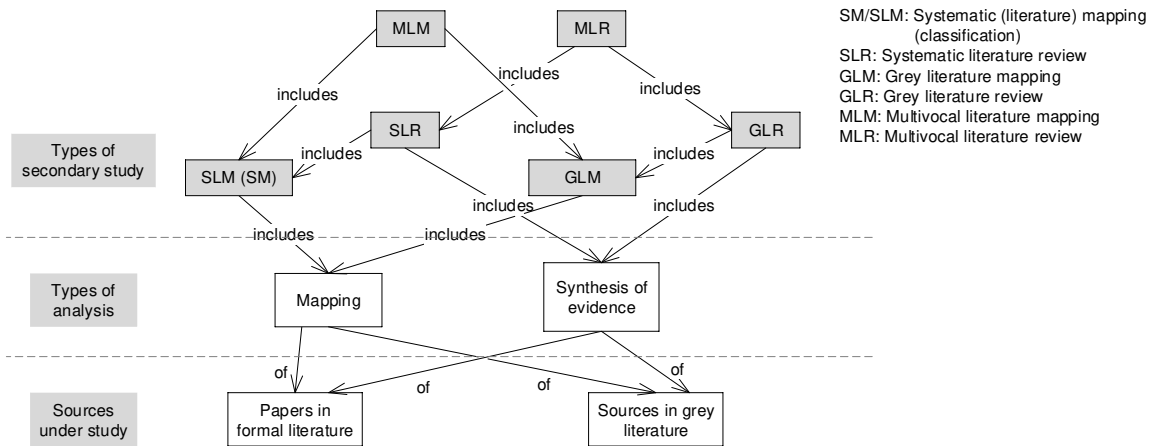 MLM
MLR
SM/SLM: Systematic (literature) mapping
(classification)
SLR: Systematic literature review
GLM: Grey literature mapping
GLR: Grey literature review
MLM: Multivocal literature mapping
MLR: Multivocal literature review
includes
includes
includes
includes
SLR
GLR
includes
includes
Types of
secondary study
SLM (SM)
GLM
includes
includes
includes
includes
Types of
analysis
Mapping
Synthesis of
evidence
of
of
of
of
Sources
under study
Papers in
formal literature
Sources in grey
literature